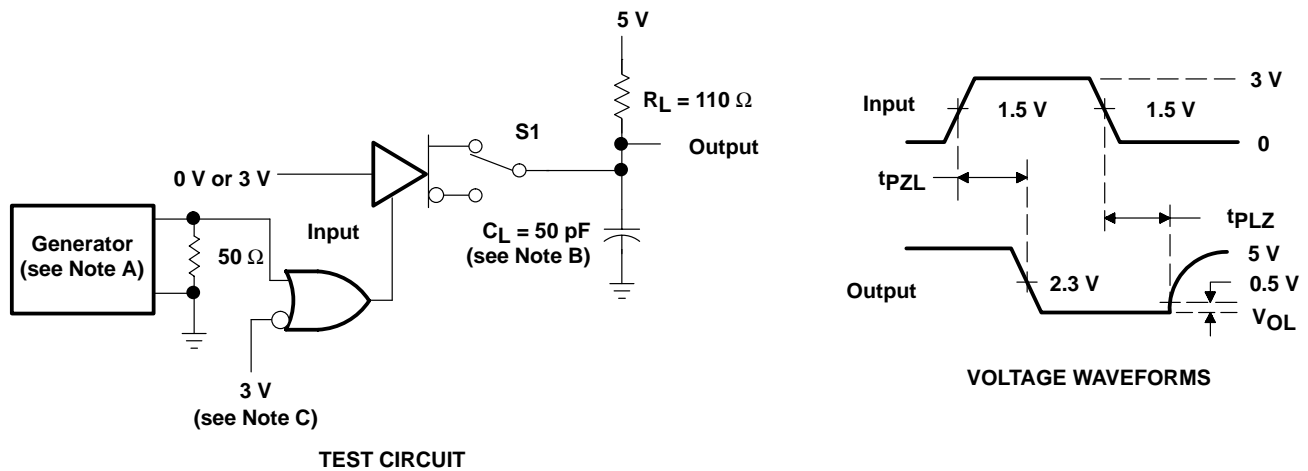 5 V
RL = 110 Ω
S1
Output
0 V or 3 V
Generator
(see Note A)
50 Ω
Input
CL = 50 pF
(see Note B)
3 V
(see Note C)
TEST CIRCUIT
3 V
Input
1.5 V
1.5 V
0
tPZL
tPLZ
5 V
Output
2.3 V
0.5 V
VOL
VOLTAGE WAVEFORMS